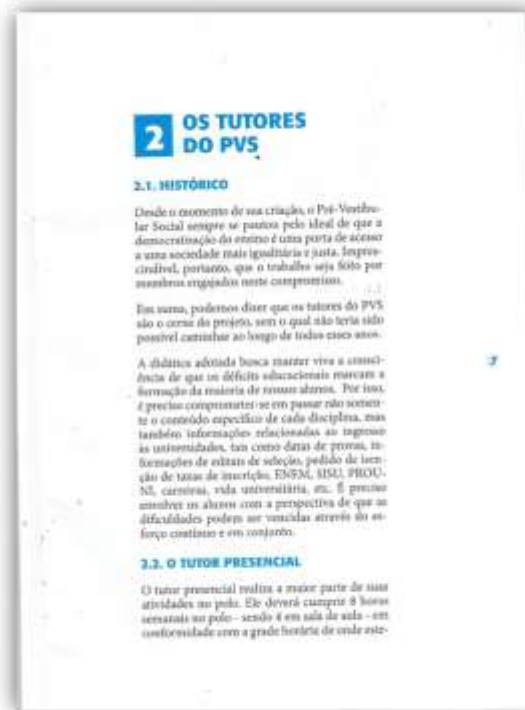 2 OS TUTORES
DO PVS
2.1. HISTÓRICO
Desde o momento de sua criação, o Pré-Vestibu-
lar Social sempre se pautou pelo ideal de que a
democratização do ensino é uma porta de acesso
a uma sociedade mais igualitária e justa. Impres-
cindível, portanto, que o trabalho seja feito por
membros engajados neste compromisso.
Em suma, podemos dizer que os tutores do PVS
são o cerne do projeto, sem o qual não teria sido
possível caminhar ao longo de todos esses anos.
A didática adotada busca manter viva a consci-
ência de que os déficits educacionais marcam a
formação da maioria de nossos alunos. Por isso,
é preciso comprometer-se em passar não somen-
te o conteúdo específico de cada disciplina, mas
também informações relacionadas ao ingresso
às universidades, tais como datas de provas, in-
formações de editais de seleção, pedido de isen-
ção de taxas de inscrição, ENEM, SISU, PROU-
NI, carreiras, vida universitária, etc. É preciso
envolver os alunos com a perspectiva de que as
dificuldades podem ser vencidas através do es-
forço contínuo e em conjunto.
7
2.2. O TUTOR PRESENCIAL
O tutor presencial realiza a maior parte de suas
atividades no polo. Ele deverá cumprir 8 horas
semanais no polo - sendo 4 em sala de aula - em
conformidade com a grade horária de onde este-